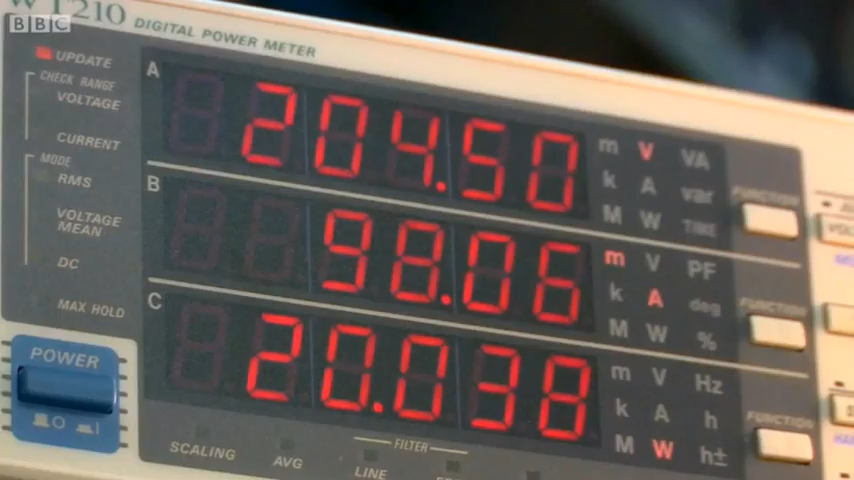 BBC
WT210 DIGITAL POWER METER
UPDATE
CHECK RANGE
VOLTAGE
CURRENT
MODE
RMS
VOLTAGE MEAN
DC
MAX HOLD
POWER
A 204.50 m V VA
k A var
M W TIME
FUNCTION
B 98.06 m V PF
k A deg
M W %
FUNCTION
C 20.038 m V Hz
k A h
M W h±
FUNCTION
SCALING
AVG
FILTER
LINE